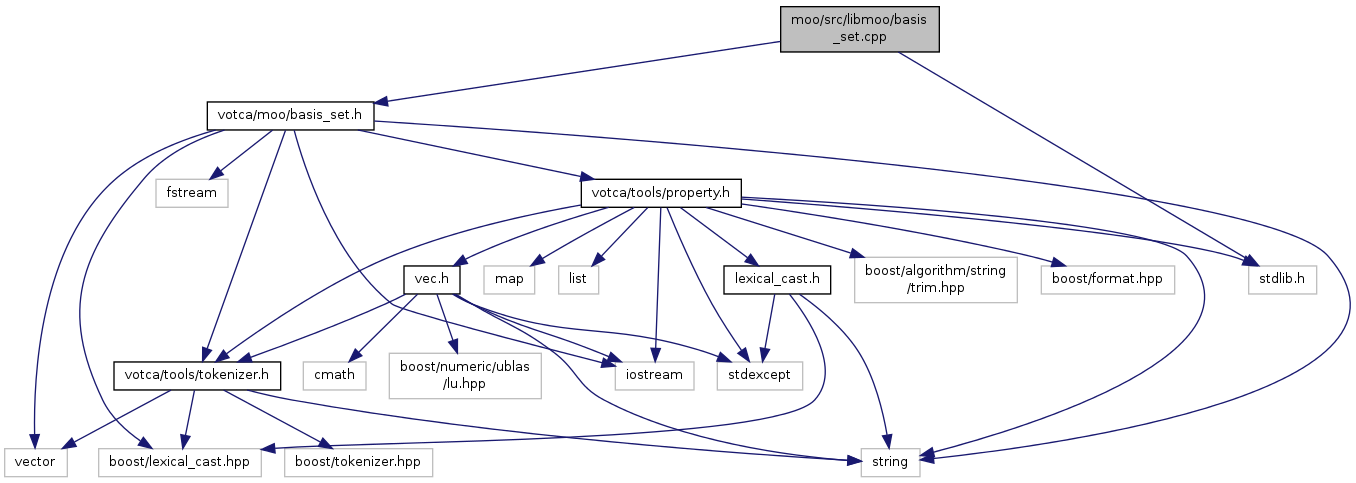 moo/src/libmoo/basis
_set.cpp
votca/moo/basis_set.h
fstream
votca/tools/property.h
vec.h
map
list
lexical_cast.h
boost/algorithm/string
/trim.hpp
boost/format.hpp
stdlib.h
votca/tools/tokenizer.h
cmath
boost/numeric/ublas
/lu.hpp
iostream
stdexcept
vector
boost/lexical_cast.hpp
boost/tokenizer.hpp
string